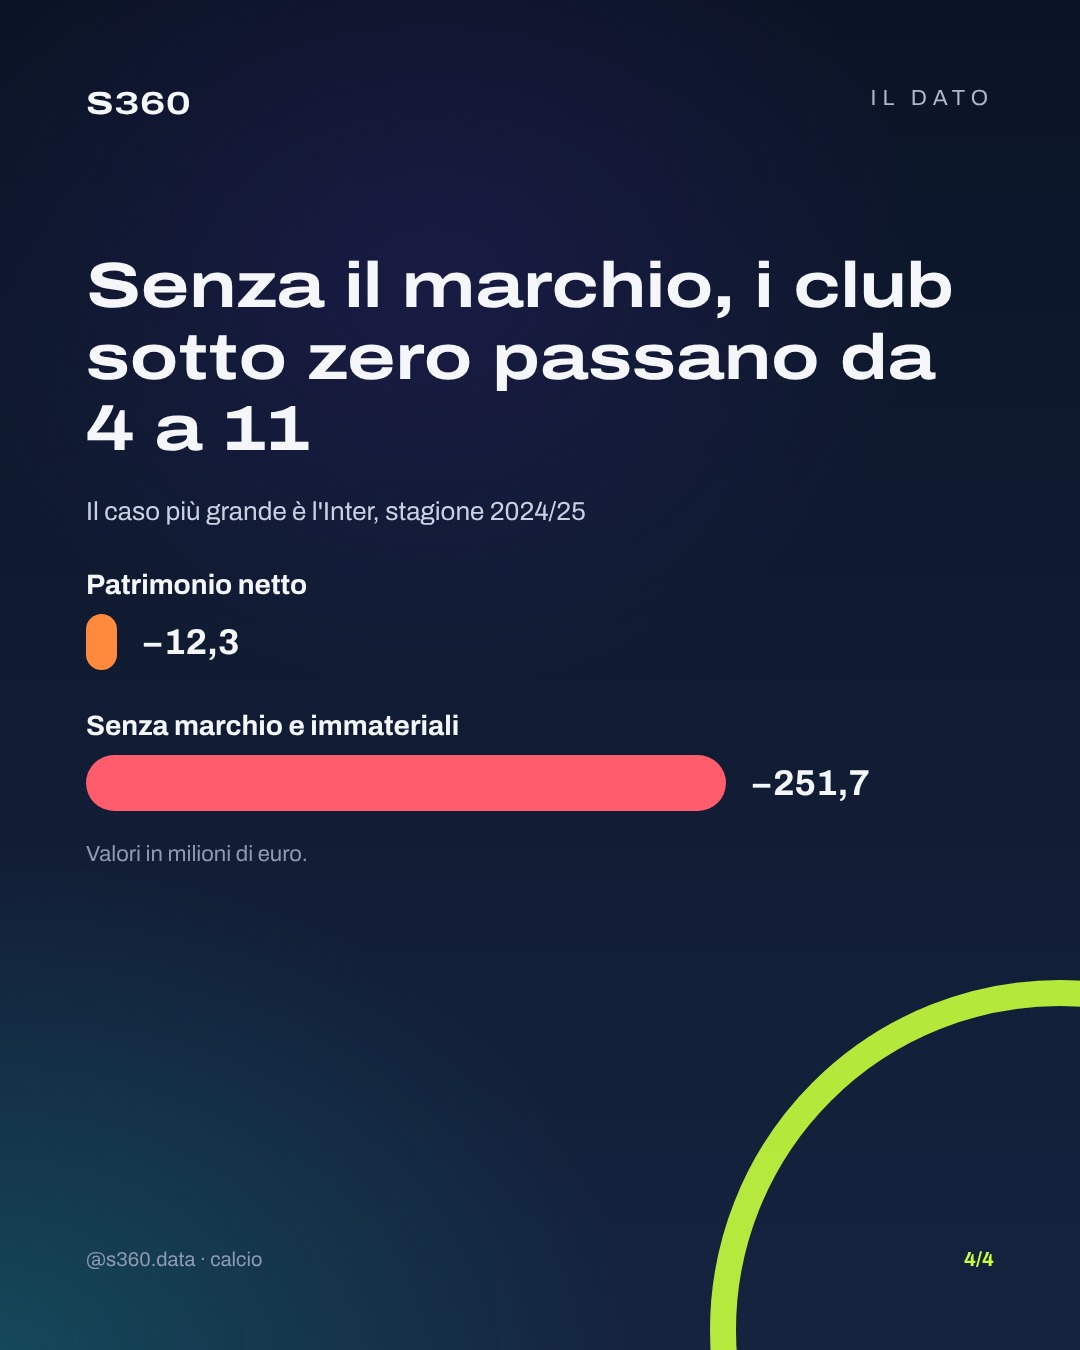 S360
IL DATO
Senza il marchio, i club
sotto zero passano da
4 a 11
Il caso più grande è l'Inter, stagione 2024/25
Patrimonio netto
−12,3
Senza marchio e immateriali
−251,7
Valori in milioni di euro.
@s360.data · calcio
4/4